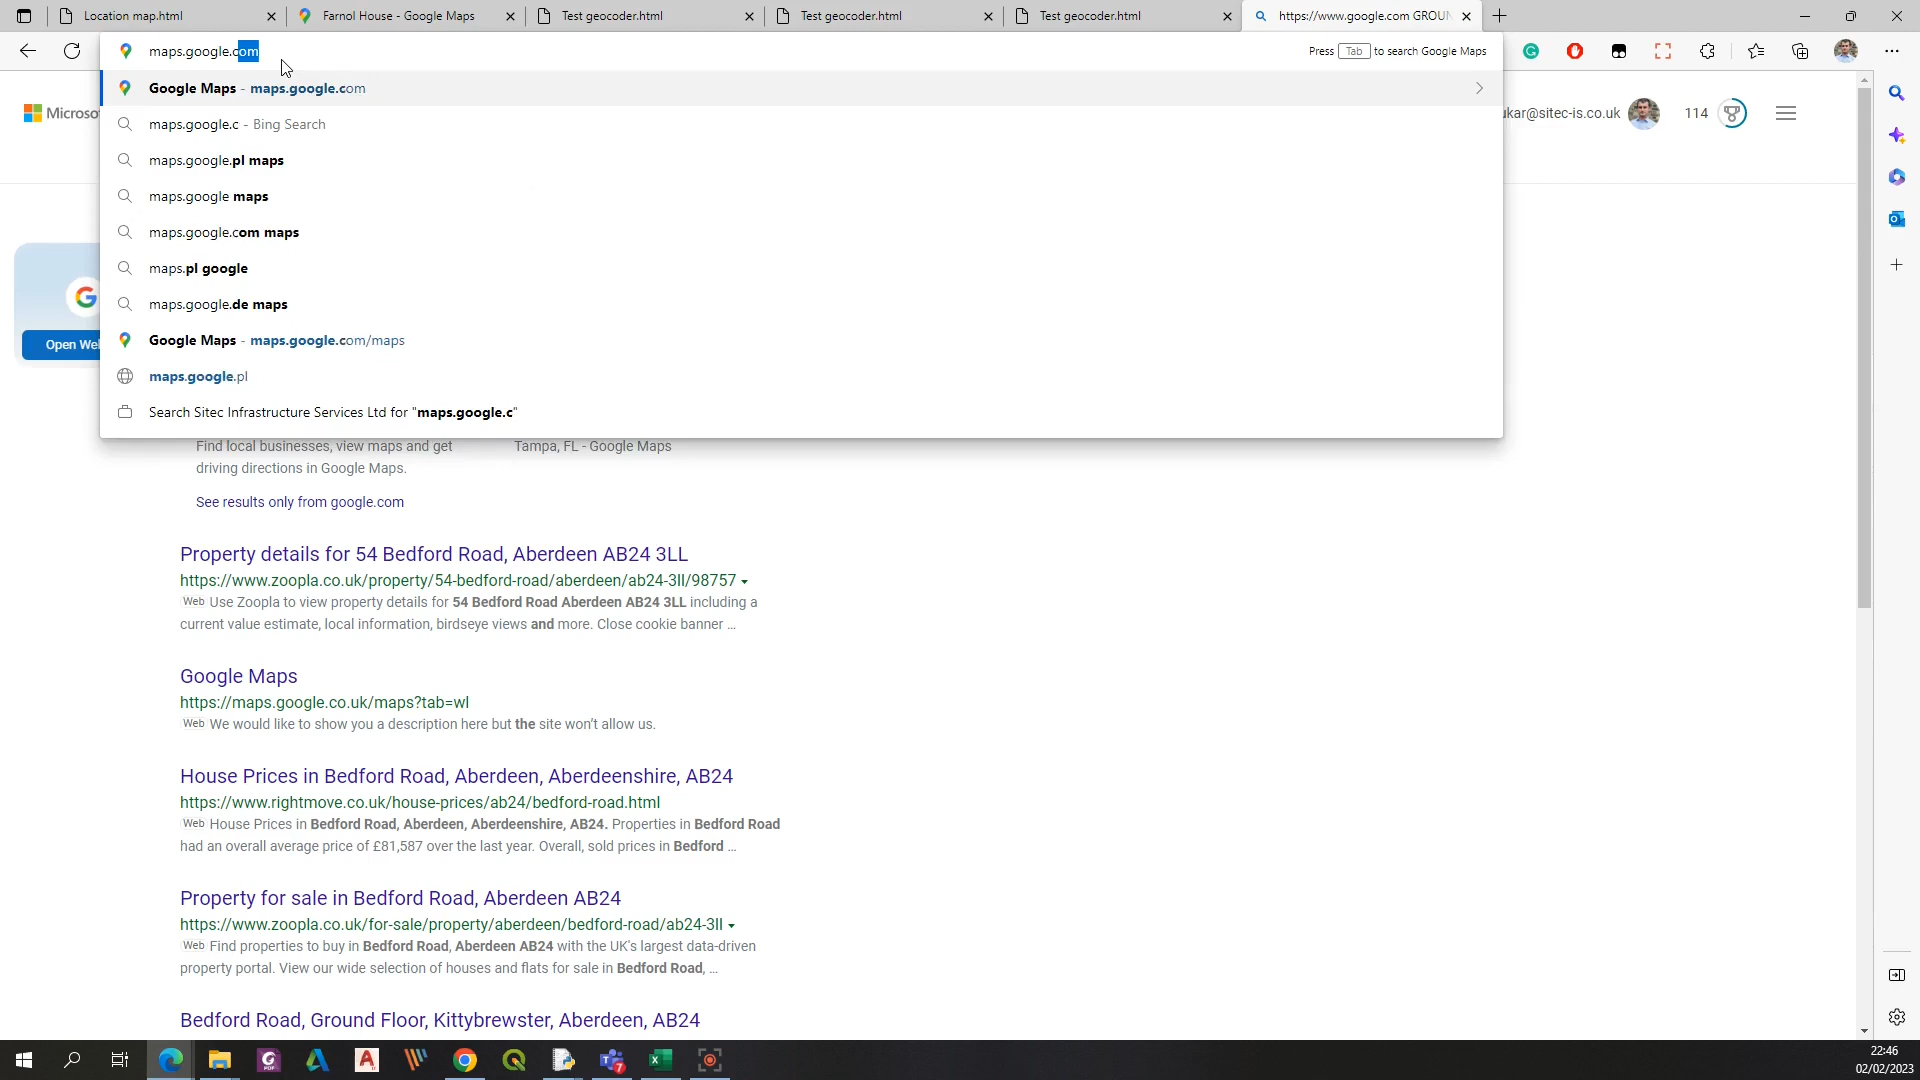 Location map.html
Farnol House - Google Maps
Test geocoder.html
Test geocoder.html
Test geocoder.html
https://www.google.com GROUN
maps.google.com
Press Tab to search Google Maps
Google Maps - maps.google.com
maps.google.c - Bing Search
maps.google.pl maps
maps.google maps
maps.google.com maps
maps.pl google
maps.google.de maps
Google Maps - maps.google.com/maps
maps.google.pl
Search Sitec Infrastructure Services Ltd for "maps.google.c"
Microso
ukar@sitec-is.co.uk
114
Open Wel
Find local businesses, view maps and get
driving directions in Google Maps.
Tampa, FL - Google Maps
See results only from google.com
Property details for 54 Bedford Road, Aberdeen AB24 3LL
https://www.zoopla.co.uk/property/54-bedford-road/aberdeen/ab24-3ll/98757
Web Use Zoopla to view property details for 54 Bedford Road Aberdeen AB24 3LL including a
current value estimate, local information, birdseye views and more. Close cookie banner ...
Google Maps
https://maps.google.co.uk/maps?tab=wl
Web We would like to show you a description here but the site won't allow us.
House Prices in Bedford Road, Aberdeen, Aberdeenshire, AB24
https://www.rightmove.co.uk/house-prices/ab24/bedford-road.html
Web House Prices in Bedford Road, Aberdeen, Aberdeenshire, AB24. Properties in Bedford Road
had an overall average price of £81,587 over the last year. Overall, sold prices in Bedford ...
Property for sale in Bedford Road, Aberdeen AB24
https://www.zoopla.co.uk/for-sale/property/aberdeen/bedford-road/ab24-3ll
Web Find properties to buy in Bedford Road, Aberdeen AB24 with the UK's largest data-driven
property portal. View our wide selection of houses and flats for sale in Bedford Road, ...
Bedford Road, Ground Floor, Kittybrewster, Aberdeen, AB24
22:46
02/02/2023